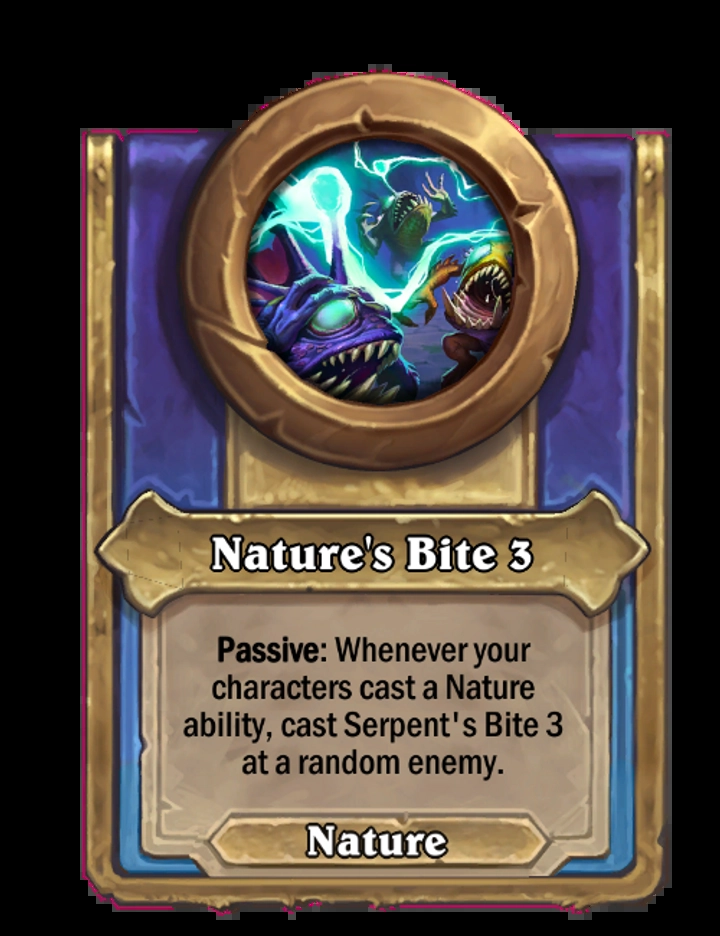 Nature's Bite 3
Passive: Whenever your
characters cast a Nature
ability, cast Serpent's Bite 3
at a random enemy.
Nature